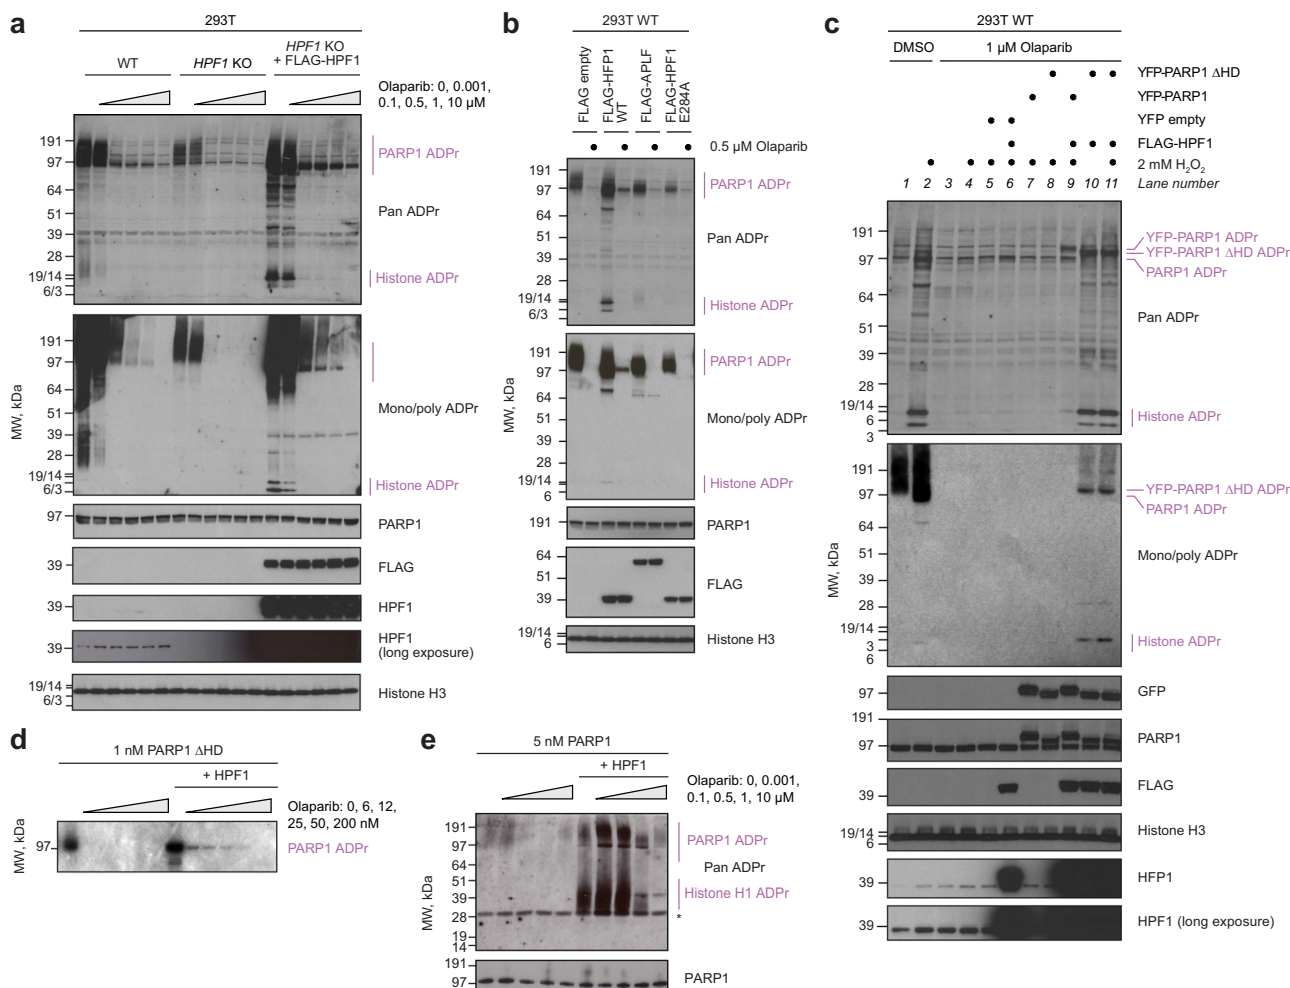 a
293T
WT
HPF1 KO
HPF1 KO
+ FLAG-HPF1
Olaparib: 0, 0.001,
0.1, 0.5, 1, 10 µM
191
97
64
51
39
28
19/14
6/3
PARP1 ADPr
Pan ADPr
Histone ADPr
MW, kDa
191
97
64
51
39
28
19/14
6/3
Mono/poly ADPr
Histone ADPr
97
PARP1
39
FLAG
39
HPF1
39
HPF1
(long exposure)
19/14
6/3
Histone H3
b
293T WT
FLAG empty
FLAG-HFP1
WT
FLAG-APLF
FLAG-HPF1
E284A
0.5 µM Olaparib
191
97
64
51
39
28
19/14
6/3
PARP1 ADPr
Pan ADPr
Histone ADPr
MW, kDa
191
97
64
51
39
28
19/14
6
PARP1 ADPr
Mono/poly ADPr
Histone ADPr
191
PARP1
64
51
39
FLAG
19/14
6
Histone H3
c
293T WT
DMSO
1 µM Olaparib
YFP-PARP1 ΔHD
YFP-PARP1
YFP empty
FLAG-HPF1
2 mM H2O2
1 2 3 4 5 6 7 8 9 10 11
Lane number
191
97
64
51
39
28
19/14
6
3
YFP-PARP1 ADPr
YFP-PARP1 ΔHD ADPr
PARP1 ADPr
Pan ADPr
Histone ADPr
MW, kDa
191
97
64
51
39
28
19/14
3
6
YFP-PARP1 ΔHD ADPr
PARP1 ADPr
Mono/poly ADPr
Histone ADPr
97
GFP
191
97
PARP1
39
FLAG
19/14
6
Histone H3
39
HFP1
39
HPF1 (long exposure)
d
1 nM PARP1 ΔHD
+ HPF1
Olaparib: 0, 6, 12,
25, 50, 200 nM
MW, kDa
97
PARP1 ADPr
e
5 nM PARP1
+ HPF1
Olaparib: 0, 0.001,
0.1, 0.5, 1, 10 µM
MW, kDa
191
97
64
51
39
28
19
14
PARP1 ADPr
Pan ADPr
Histone H1 ADPr
*
191
97
PARP1